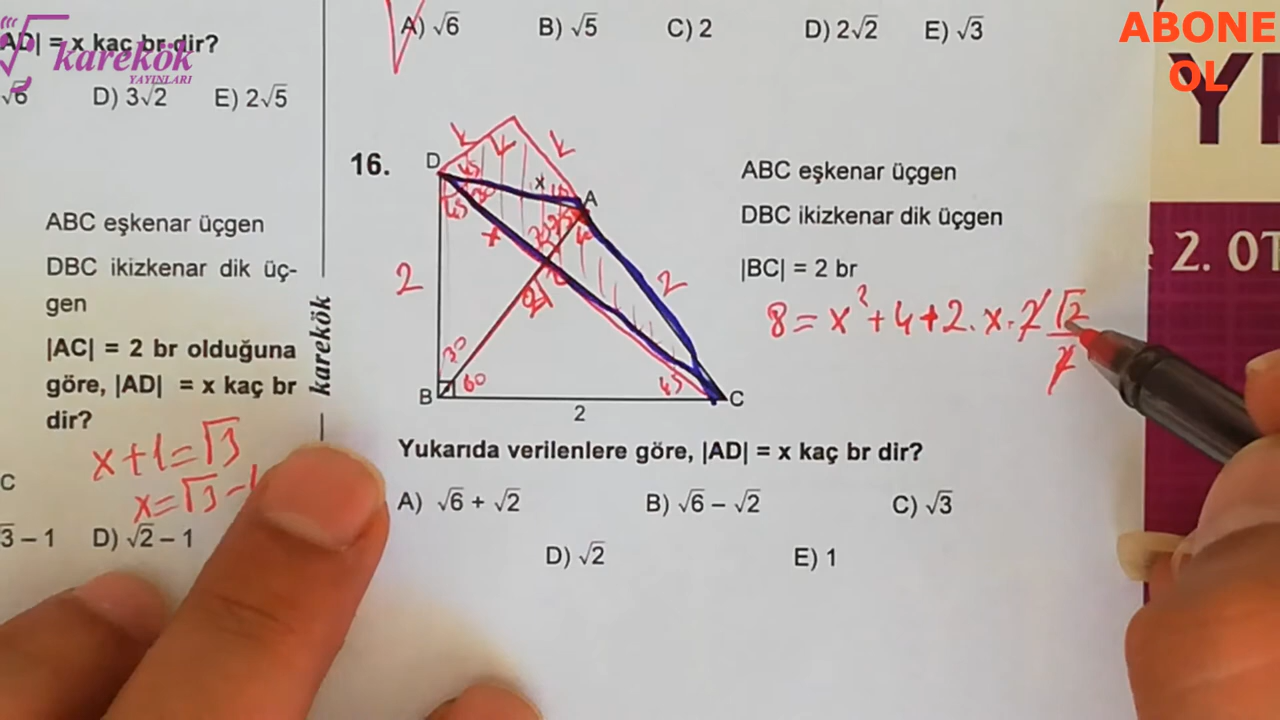 AD| = x kaç br dir?
karekök
YAYINLARI
√6 D) 3√2 E) 2√5
A) √6 B) √5 C) 2 D) 2√2 E) √3
ABONE
OL
ABC eşkenar üçgen
DBC ikizkenar dik üç-
gen
|AC| = 2 br olduğuna
göre, |AD| = x kaç br
dir?
x+1=√3
x=√3-1
C
3 – 1 D) √2 – 1
karekök
16.
D
x
A
B
C
2
2
2
30
60
45
45
45
ABC eşkenar üçgen
DBC ikizkenar dik üçgen
|BC| = 2 br
8 = x² + 4 + 2 . x . 2 √2
2
Yukarıda verilenlere göre, |AD| = x kaç br dir?
A) √6 + √2 B) √6 – √2 C) √3
D) √2 E) 1
2. OT